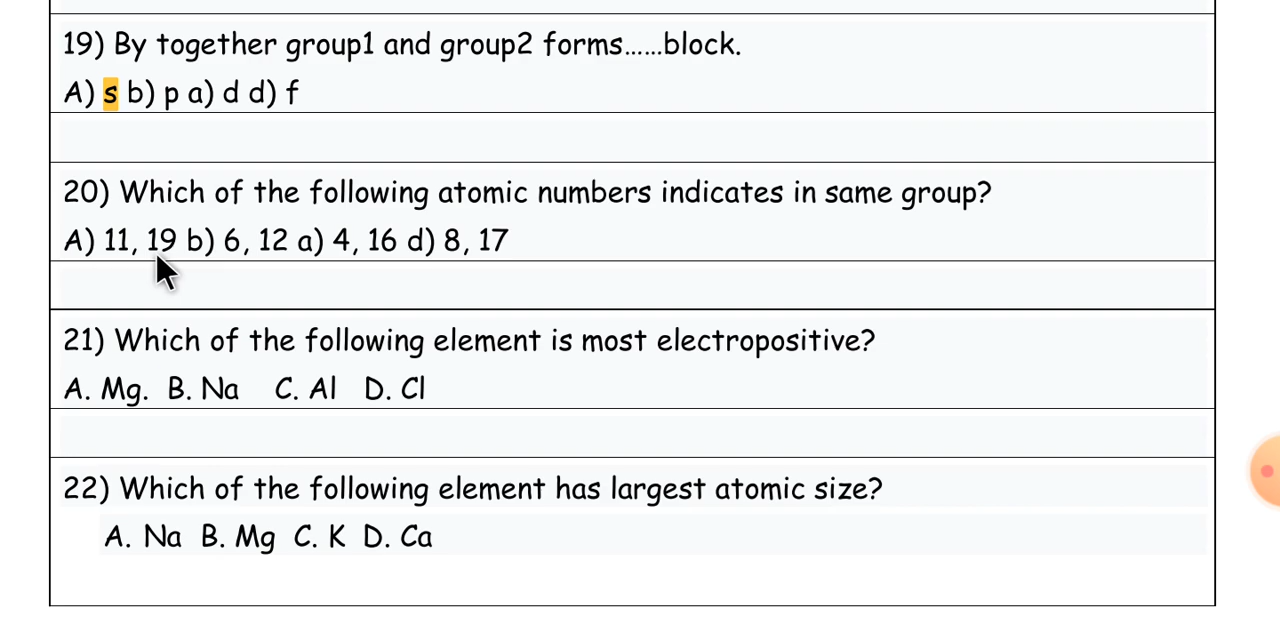 19) By together group1 and group2 forms......block.
A) s b) p a) d d) f
20) Which of the following atomic numbers indicates in same group?
A) 11, 19 b) 6, 12 a) 4, 16 d) 8, 17
21) Which of the following element is most electropositive?
A. Mg. B. Na C. Al D. Cl
22) Which of the following element has largest atomic size?
A. Na B. Mg C. K D. Ca